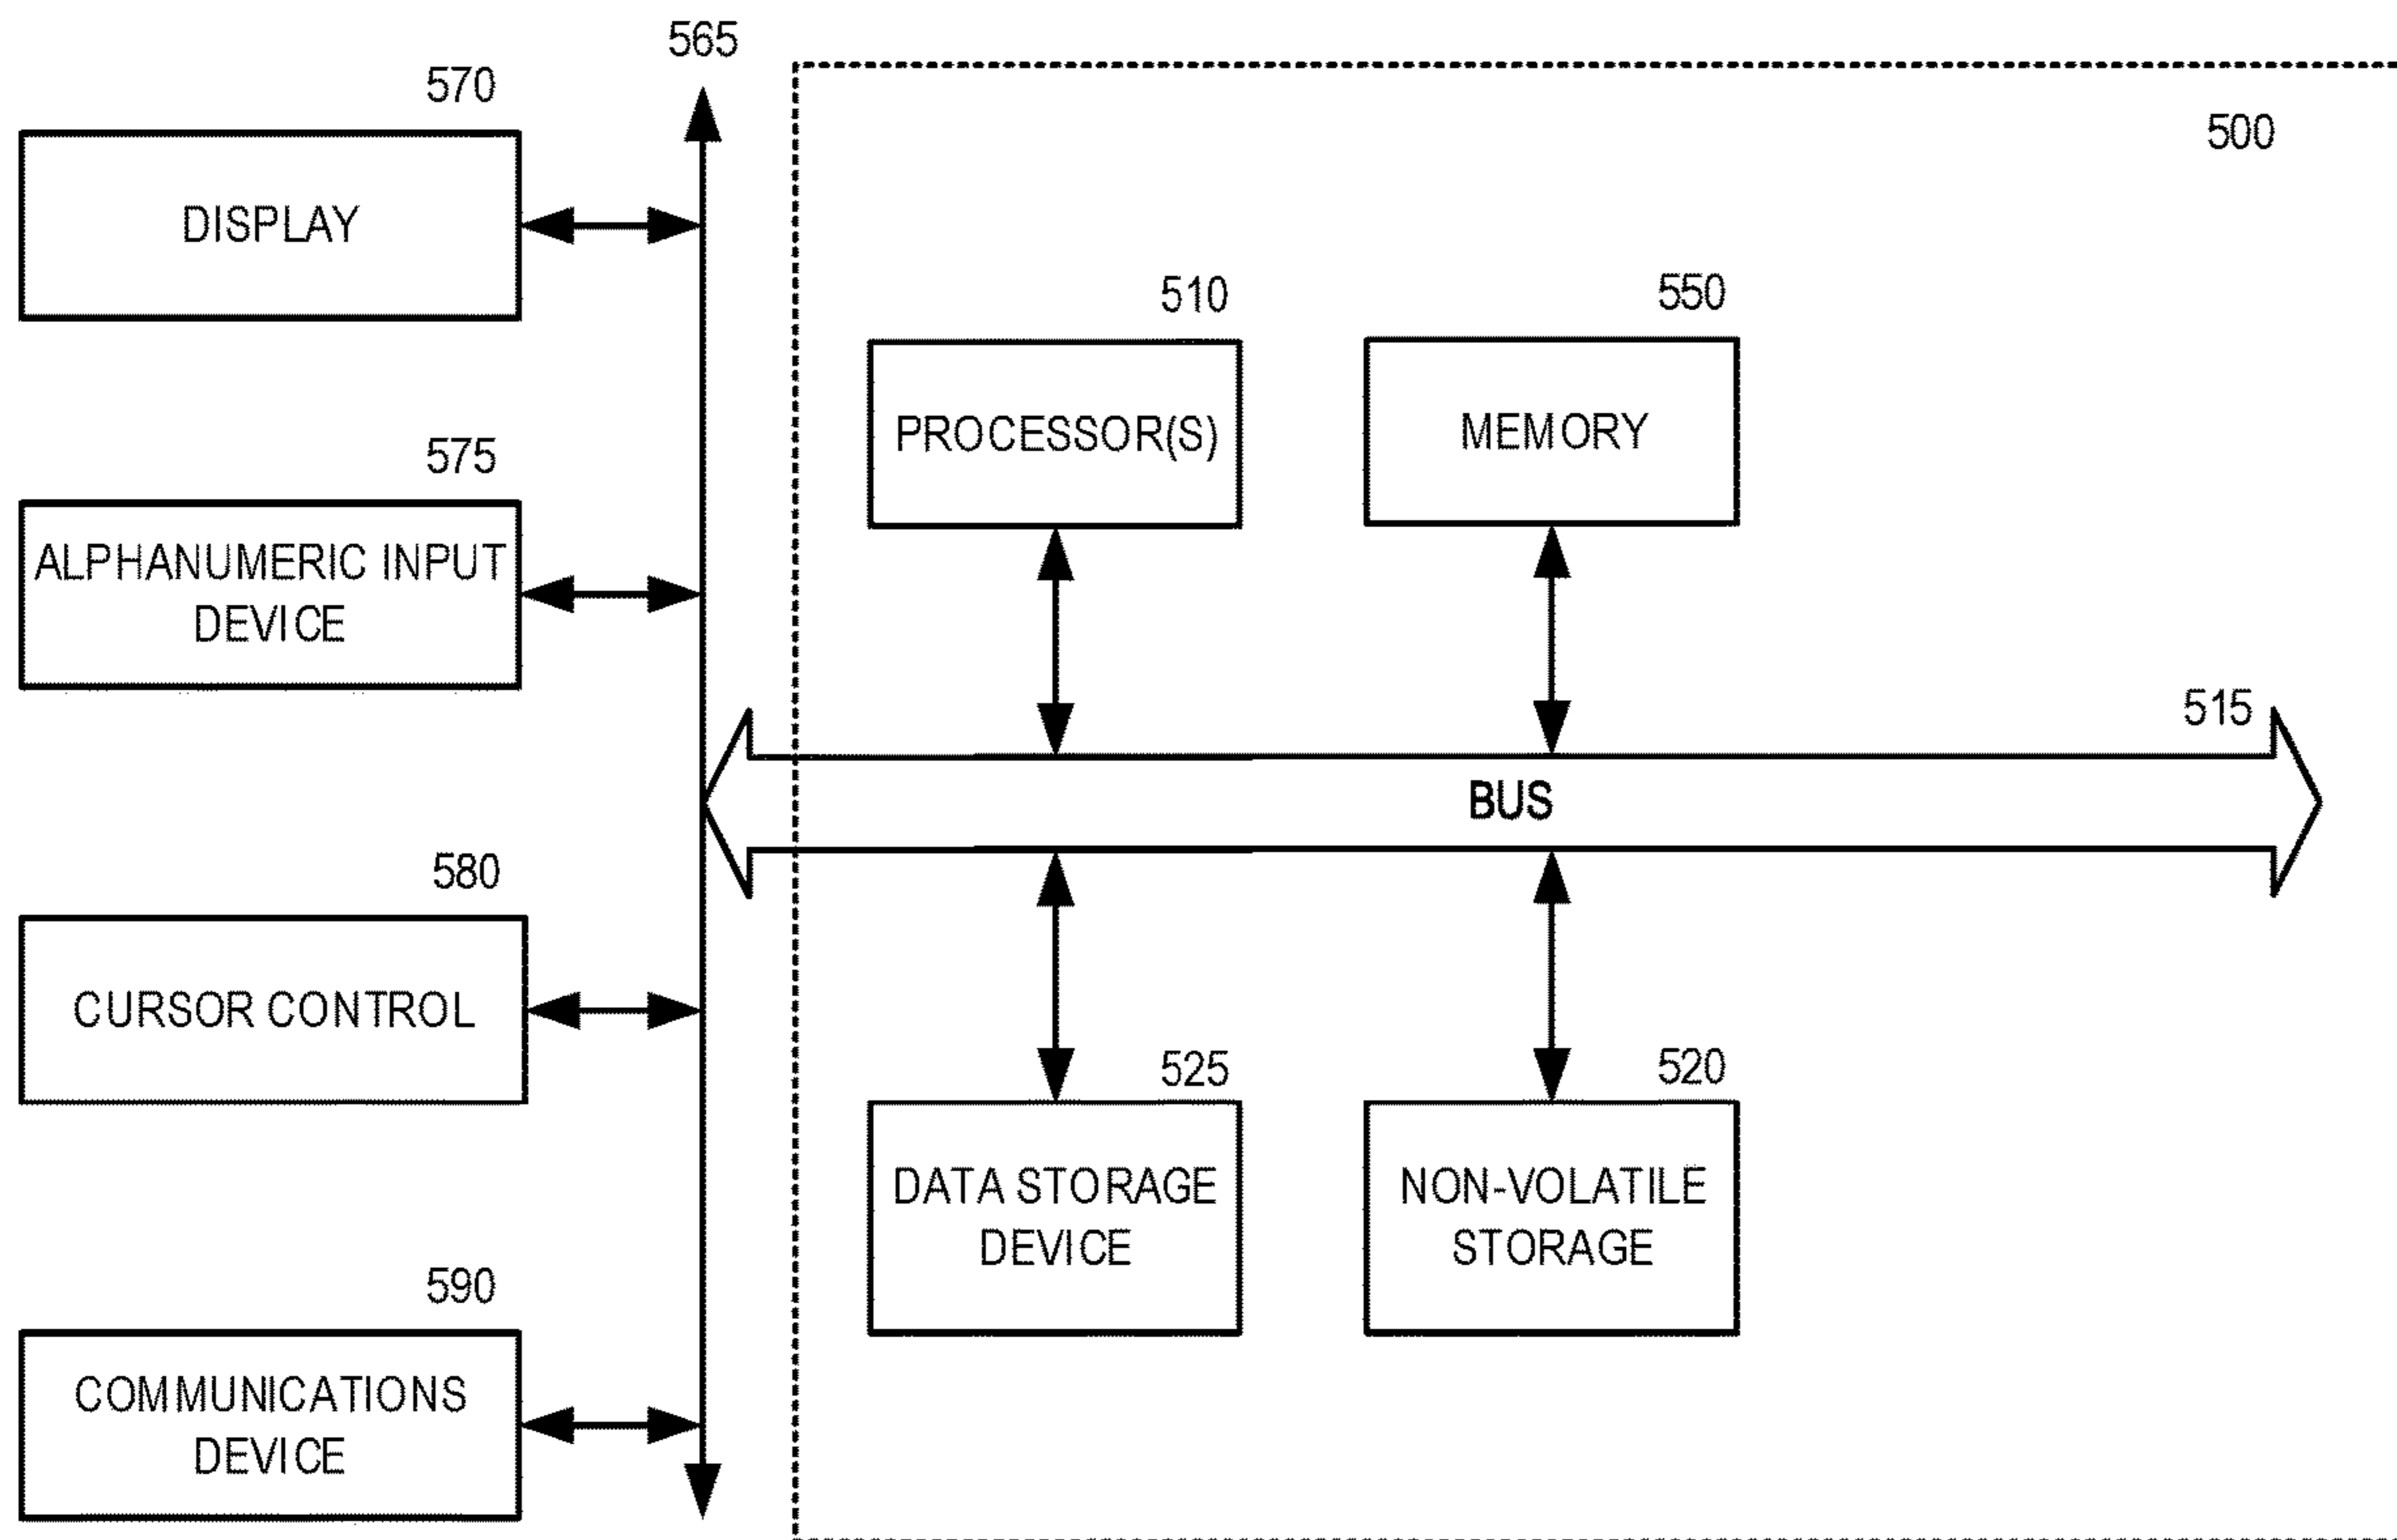 565
570
500
DISPLAY
510
550
PROCESSOR(S)
MEMORY
575
ALPHANUMERIC INPUT
DEVICE
515
BUS
580
CURSOR CONTROL
525
520
DATA STORAGE
DEVICE
NON-VOLATILE
STORAGE
590
COMMUNICATIONS
DEVICE